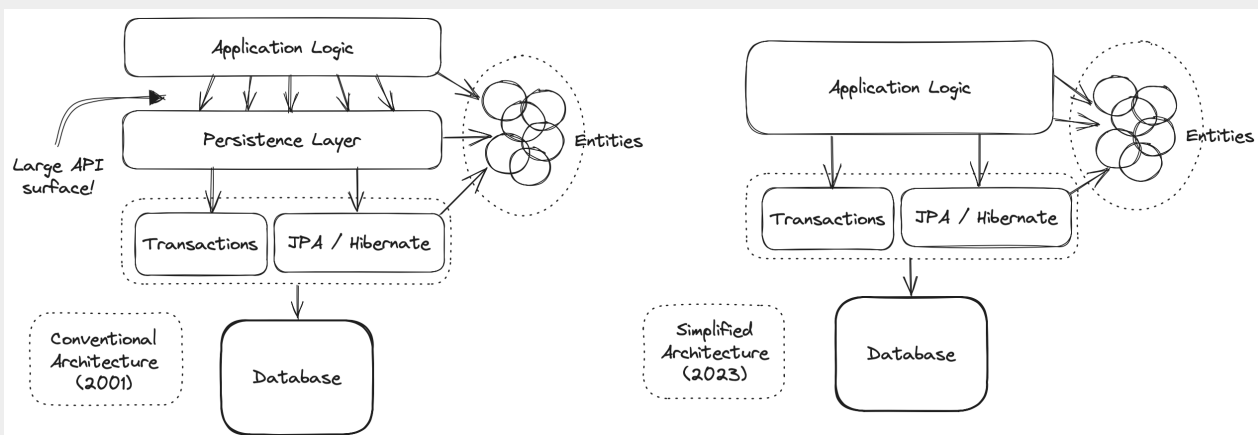 Application Logic
Persistence Layer
Large API
surface!
Entities
Transactions
JPA / Hibernate
Conventional
Architecture
(2001)
Database
Application Logic
Entities
Transactions
JPA / Hibernate
Simplified
Architecture
(2023)
Database